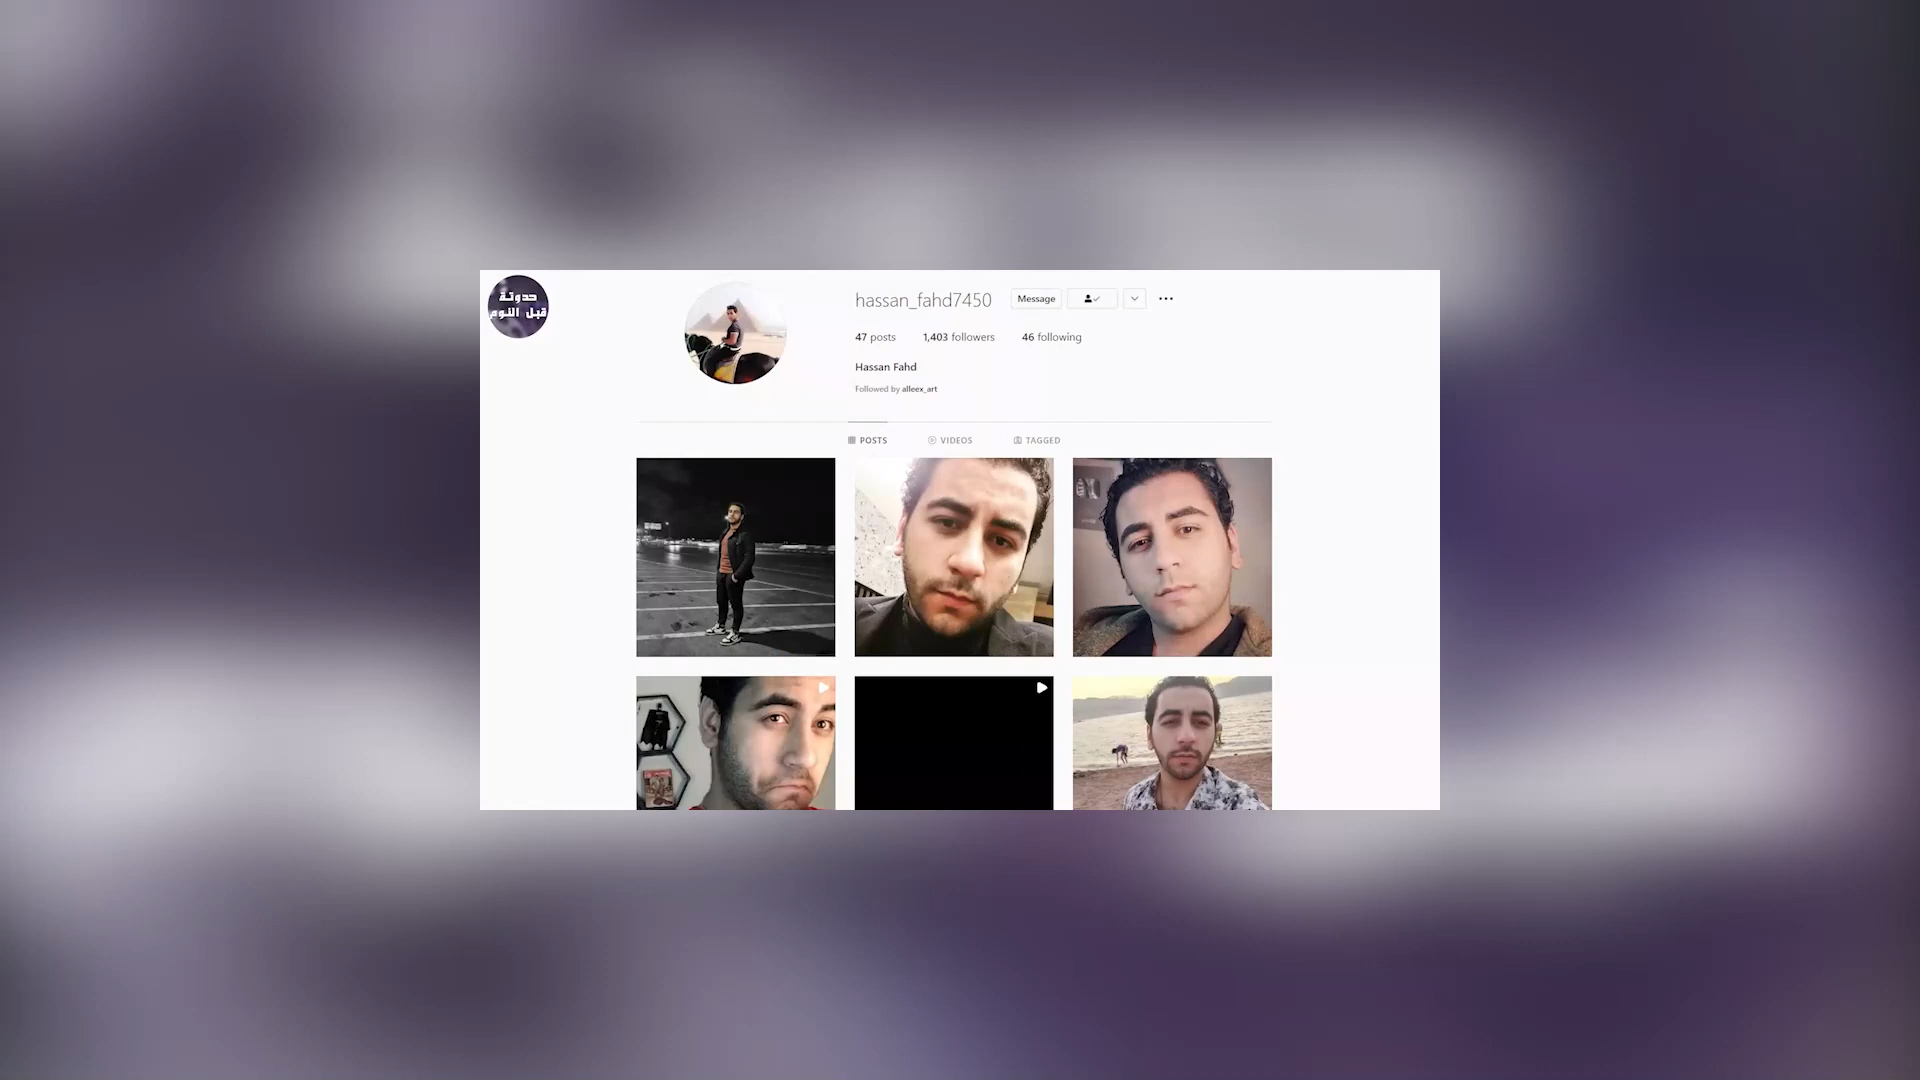 حدوتة
قبل النوم
hassan_fahd7450
Message
47 posts
1,403 followers
46 following
Hassan Fahd
Followed by alleex_art
POSTS
VIDEOS
TAGGED